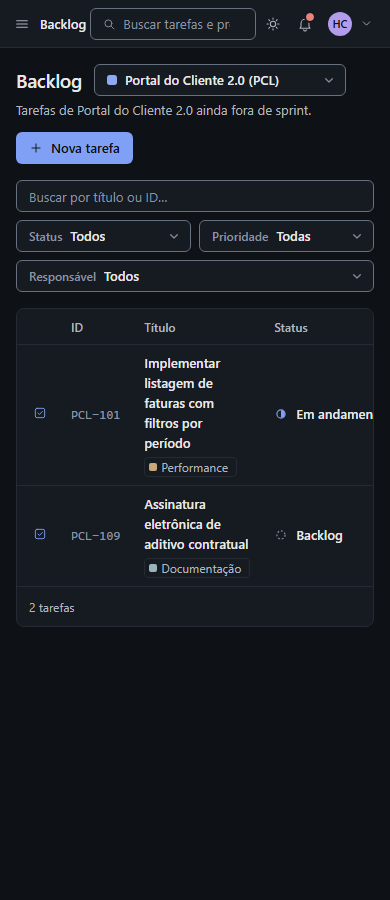 Backlog
Buscar tarefas e pr
HC
Backlog
Portal do Cliente 2.0 (PCL)
Tarefas de Portal do Cliente 2.0 ainda fora de sprint.
Nova tarefa
Buscar por título ou ID...
Status Todos
Prioridade Todas
Responsável Todos
ID Título Status
PCL-101
Implementar
listagem de
faturas com
filtros por
período
Performance
Em andamen
PCL-109
Assinatura
eletrônica de
aditivo contratual
Documentação
Backlog
2 tarefas